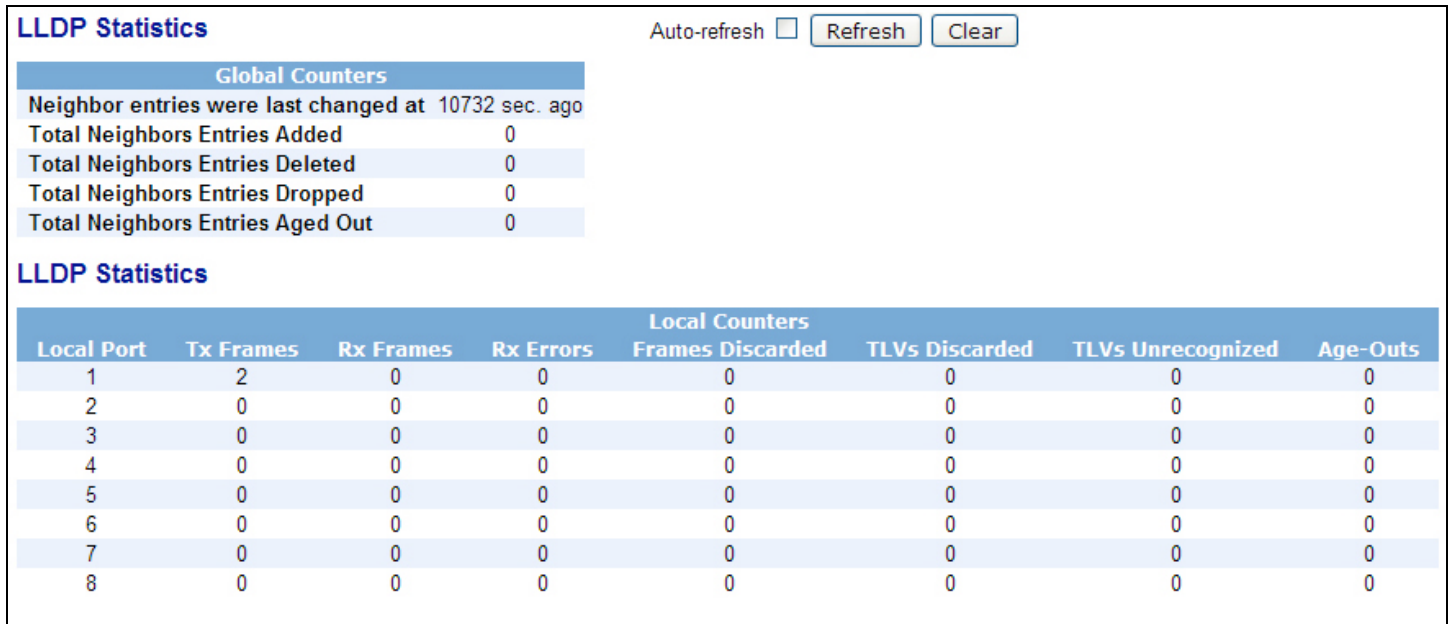 LLDP Statistics Auto-refresh Refresh Clear
Global Counters
Neighbor entries were last changed at 10732 sec. ago
Total Neighbors Entries Added 0
Total Neighbors Entries Deleted 0
Total Neighbors Entries Dropped 0
Total Neighbors Entries Aged Out 0
LLDP Statistics
Local Counters
Local Port Tx Frames Rx Frames Rx Errors Frames Discarded TLVs Discarded TLVs Unrecognized Age-Outs
1 2 0 0 0 0 0 0
2 0 0 0 0 0 0 0
3 0 0 0 0 0 0 0
4 0 0 0 0 0 0 0
5 0 0 0 0 0 0 0
6 0 0 0 0 0 0 0
7 0 0 0 0 0 0 0
8 0 0 0 0 0 0 0